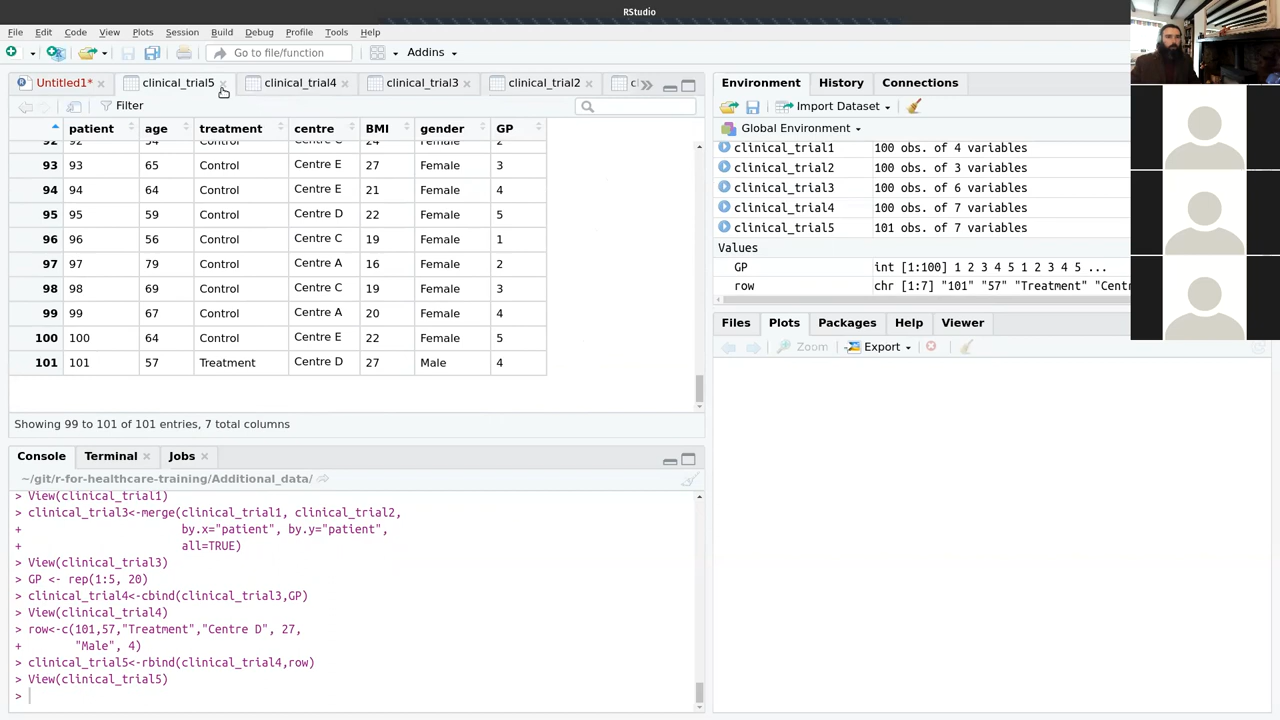 RStudio
File Edit Code View Plots Session Build Debug Profile Tools Help
Go to file/function Addins
Untitled1* clinical_trial5 clinical_trial4 clinical_trial3 clinical_trial2
Filter
patient age treatment centre BMI gender GP
92 92 54 Control Centre C 24 Female 2
93 93 65 Control Centre E 27 Female 3
94 94 64 Control Centre E 21 Female 4
95 95 59 Control Centre D 22 Female 5
96 96 56 Control Centre C 19 Female 1
97 97 79 Control Centre A 16 Female 2
98 98 69 Control Centre C 19 Female 3
99 99 67 Control Centre A 20 Female 4
100 100 64 Control Centre E 22 Female 5
101 101 57 Treatment Centre D 27 Male 4
Showing 99 to 101 of 101 entries, 7 total columns
Console Terminal Jobs
~/git/r-for-healthcare-training/Additional_data/
> View(clinical_trial1)
> clinical_trial3<-merge(clinical_trial1, clinical_trial2,
+ by.x="patient", by.y="patient",
+ all=TRUE)
> View(clinical_trial3)
> GP <- rep(1:5, 20)
> clinical_trial4<-cbind(clinical_trial3,GP)
> View(clinical_trial4)
> row<-c(101,57,"Treatment","Centre D", 27,
+ "Male", 4)
> clinical_trial5<-rbind(clinical_trial4,row)
> View(clinical_trial5)
>
Environment History Connections
Import Dataset
Global Environment
clinical_trial1 100 obs. of 4 variables
clinical_trial2 100 obs. of 3 variables
clinical_trial3 100 obs. of 6 variables
clinical_trial4 100 obs. of 7 variables
clinical_trial5 101 obs. of 7 variables
Values
GP int [1:100] 1 2 3 4 5 1 2 3 4 5 ...
row chr [1:7] "101" "57" "Treatment" "Centr
Files Plots Packages Help Viewer
Zoom Export